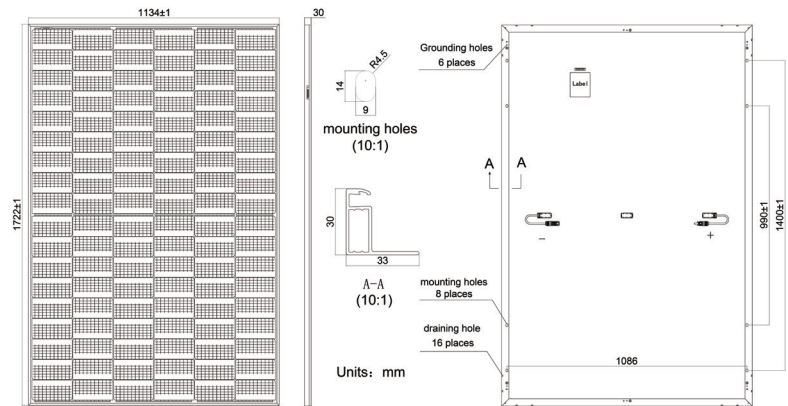 1134±1
30
1722±1
R4.5
14
9
mounting holes
(10:1)
30
33
A-A
(10:1)
Units: mm
Grounding holes
6 places
Label
A
A
−
+
990±1
1400±1
mounting holes
8 places
draining hole
16 places
1086